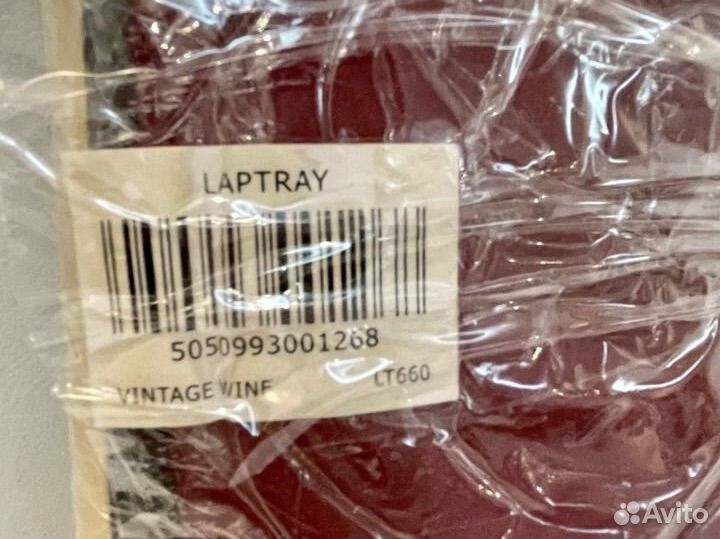 LAPTRAY
5050993001268
VINTAGE WINE
LT660
Avito